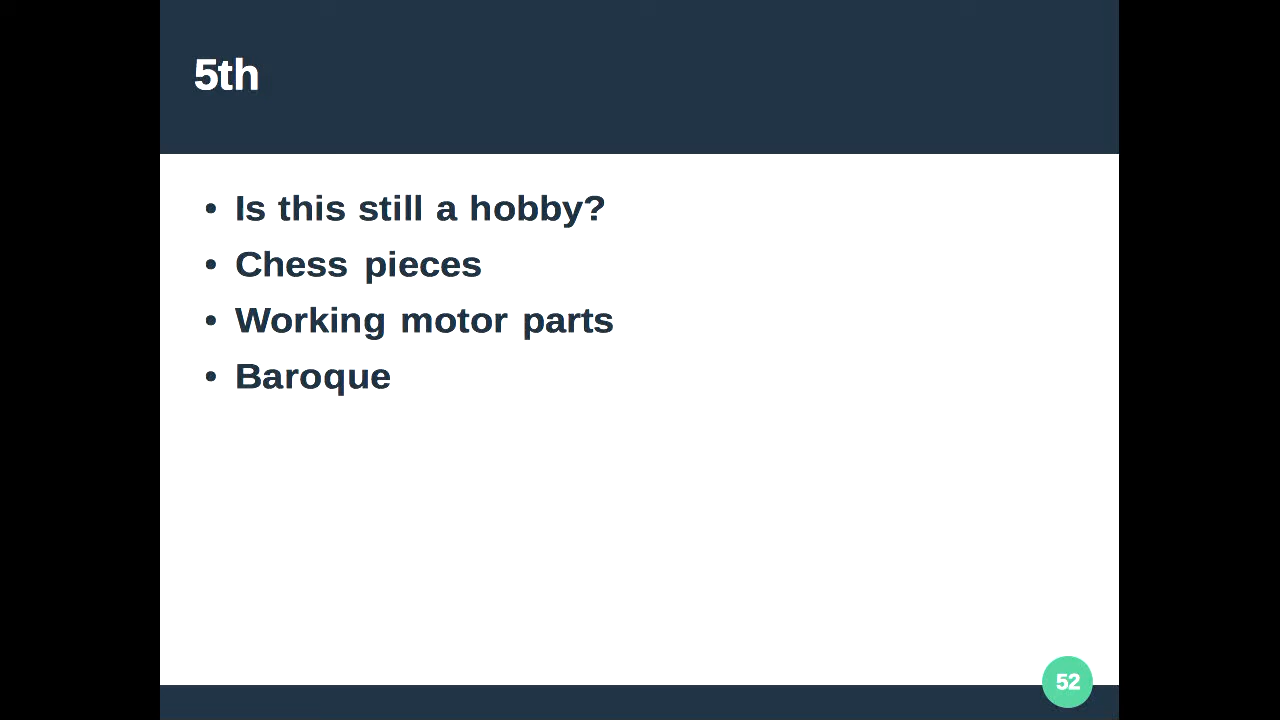 5th
• Is this still a hobby?
• Chess pieces
• Working motor parts
• Baroque
52